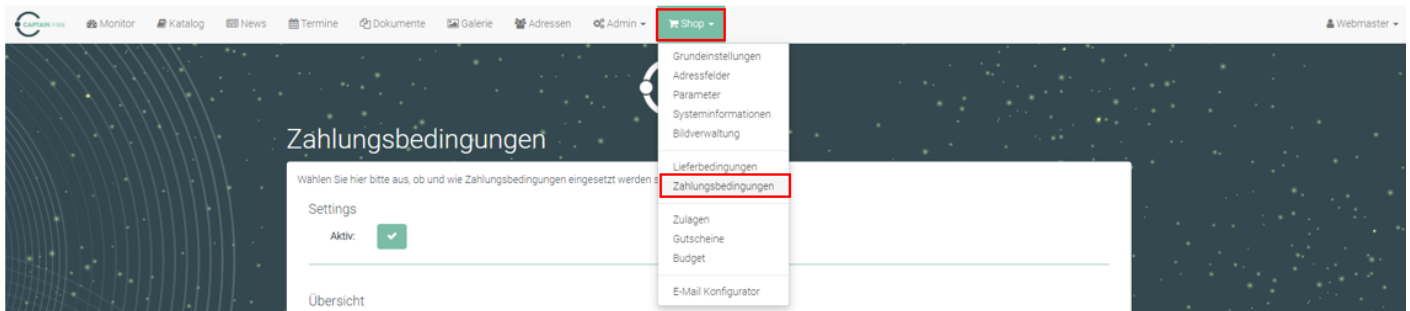 CAPTAIN Monitor Katalog News Termine Dokumente Galerie Adressen Admin Shop Webmaster
Grundeinstellungen
Adressfelder
Parameter
Systeminformationen
Bildverwaltung
Lieferbedingungen
Zahlungsbedingungen
Zulagen
Gutscheine
Budget
E-Mail Konfigurator
Zahlungsbedingungen
Wählen Sie hier bitte aus, ob und wie Zahlungsbedingungen eingesetzt werden s
Settings
Aktiv:
Übersicht